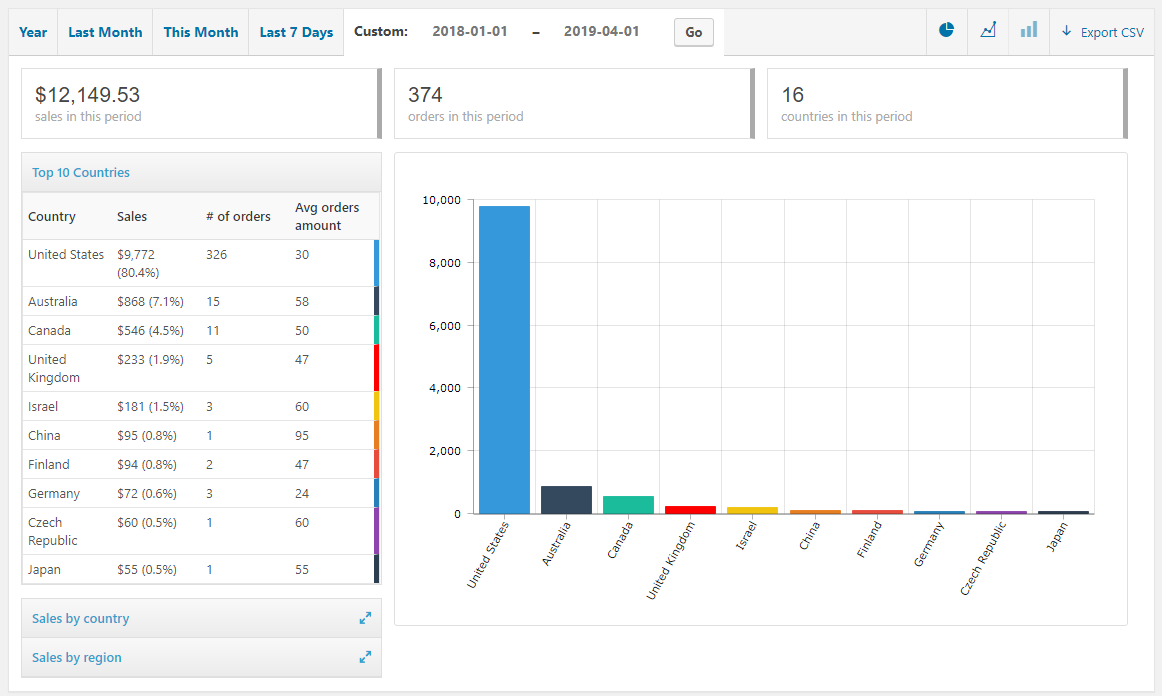 Year Last Month This Month Last 7 Days Custom: 2018-01-01 – 2019-04-01 Go Export CSV
$12,149.53
sales in this period
374
orders in this period
16
countries in this period
Top 10 Countries
Country Sales # of orders Avg orders
amount
United States $9,772 326 30
(80.4%)
Australia $868 (7.1%) 15 58
Canada $546 (4.5%) 11 50
United $233 (1.9%) 5 47
Kingdom
Israel $181 (1.5%) 3 60
China $95 (0.8%) 1 95
Finland $94 (0.8%) 2 47
Germany $72 (0.6%) 3 24
Czech $60 (0.5%) 1 60
Republic
Japan $55 (0.5%) 1 55
Sales by country
Sales by region
10,000
8,000
6,000
4,000
2,000
0
United States
Australia
Canada
United Kingdom
Israel
China
Finland
Germany
Czech Republic
Japan